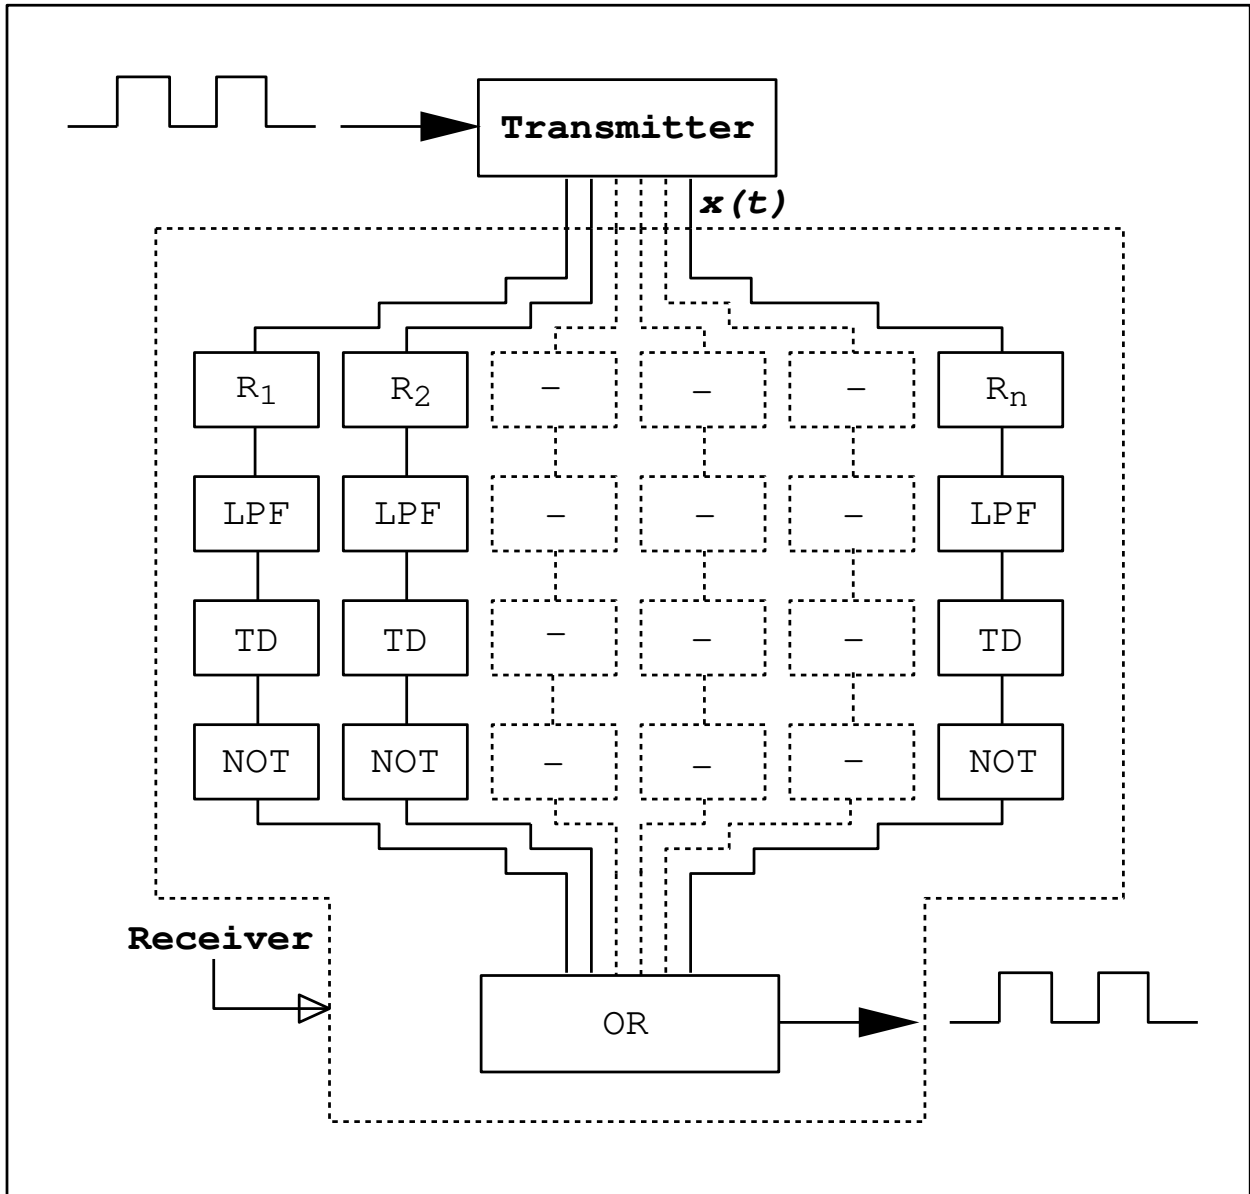 Transmitter
x(t)
R1 R2 – – – Rn
LPF LPF – – – LPF
TD TD – – – TD
NOT NOT – – – NOT
Receiver
OR